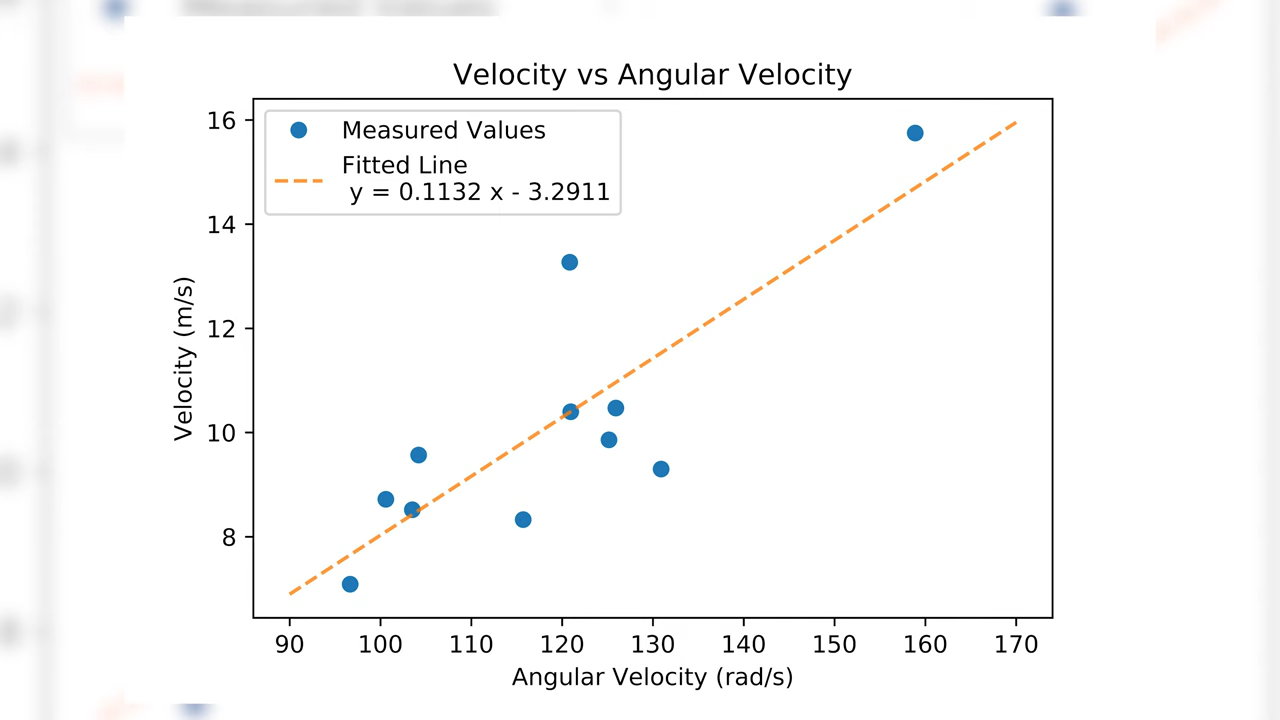 Velocity vs Angular Velocity
Measured Values
Fitted Line
y = 0.1132 x - 3.2911
16
14
12
10
8
Velocity (m/s)
90 100 110 120 130 140 150 160 170
Angular Velocity (rad/s)